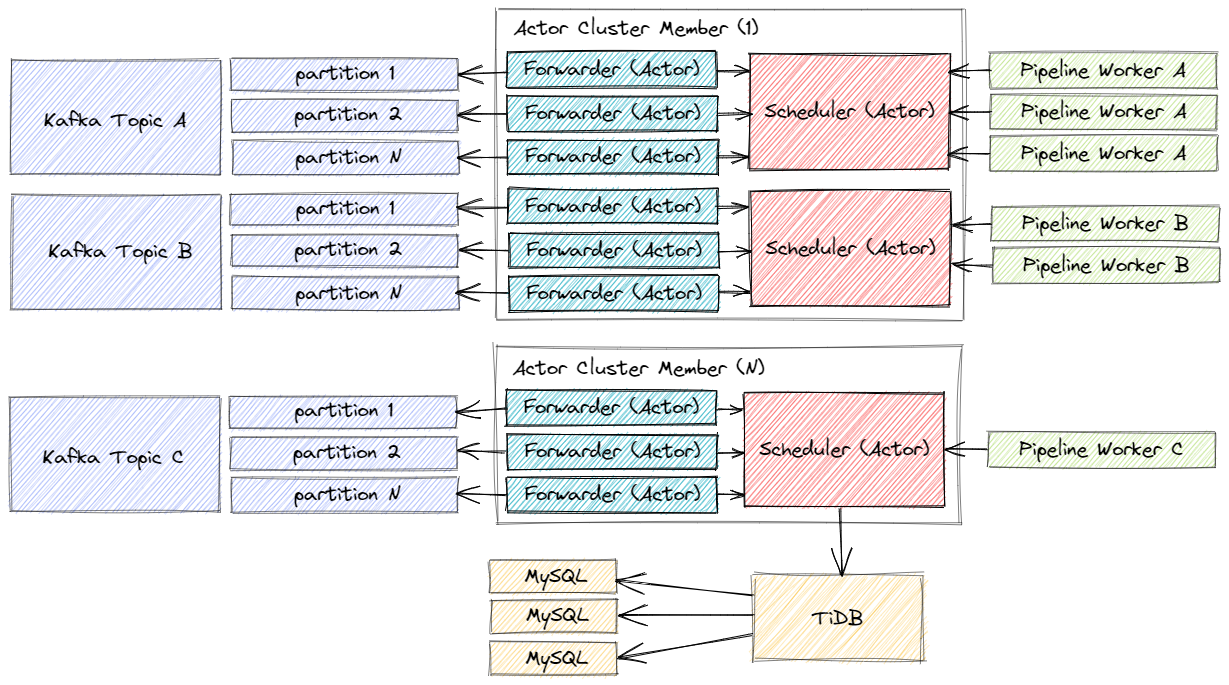 Actor Cluster Member (1)
Kafka Topic A
partition 1
partition 2
partition N
Forwarder (Actor)
Forwarder (Actor)
Forwarder (Actor)
Scheduler (Actor)
Pipeline Worker A
Pipeline Worker A
Pipeline Worker A
Kafka Topic B
partition 1
partition 2
partition N
Forwarder (Actor)
Forwarder (Actor)
Forwarder (Actor)
Scheduler (Actor)
Pipeline Worker B
Pipeline Worker B
Actor Cluster Member (N)
Kafka Topic C
partition 1
partition 2
partition N
Forwarder (Actor)
Forwarder (Actor)
Forwarder (Actor)
Scheduler (Actor)
Pipeline Worker C
MySQL
MySQL
MySQL
TiDB